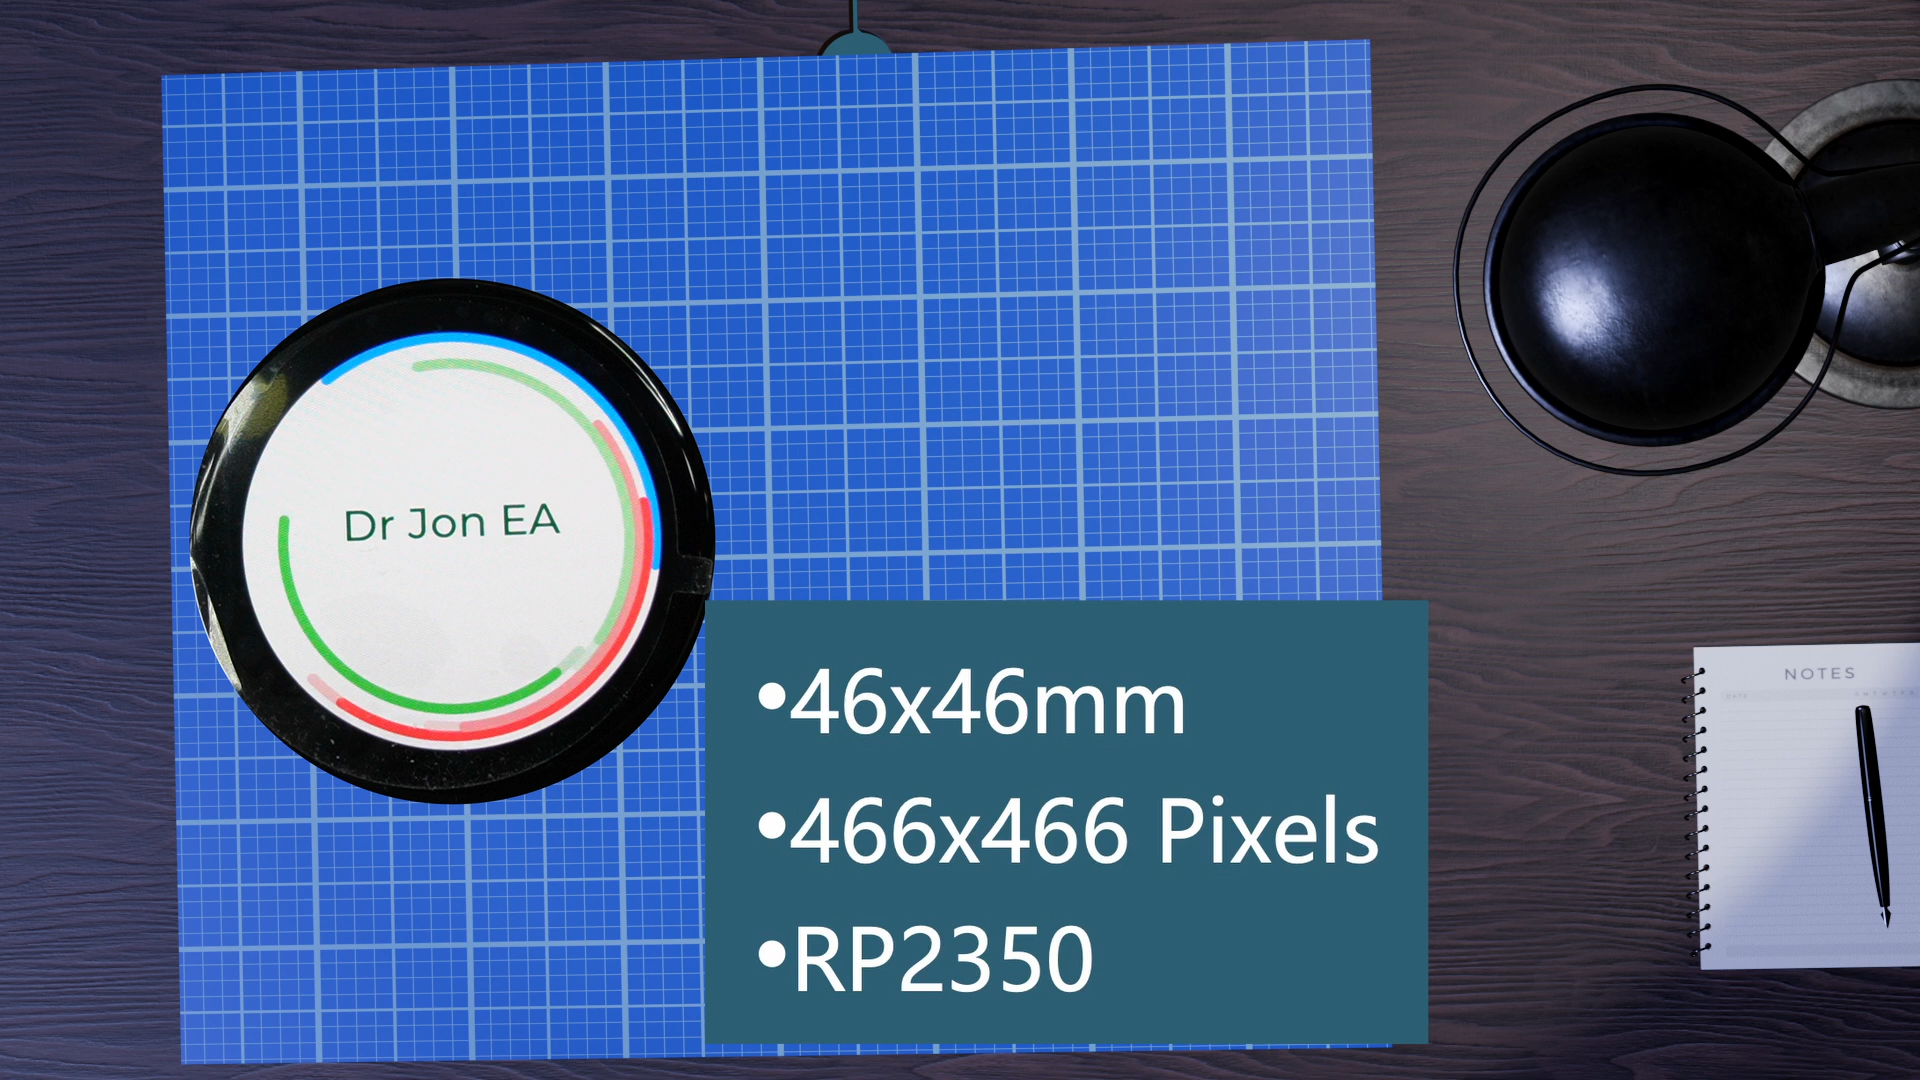 Dr Jon EA
•46x46mm
•466x466 Pixels
•RP2350
NOTES